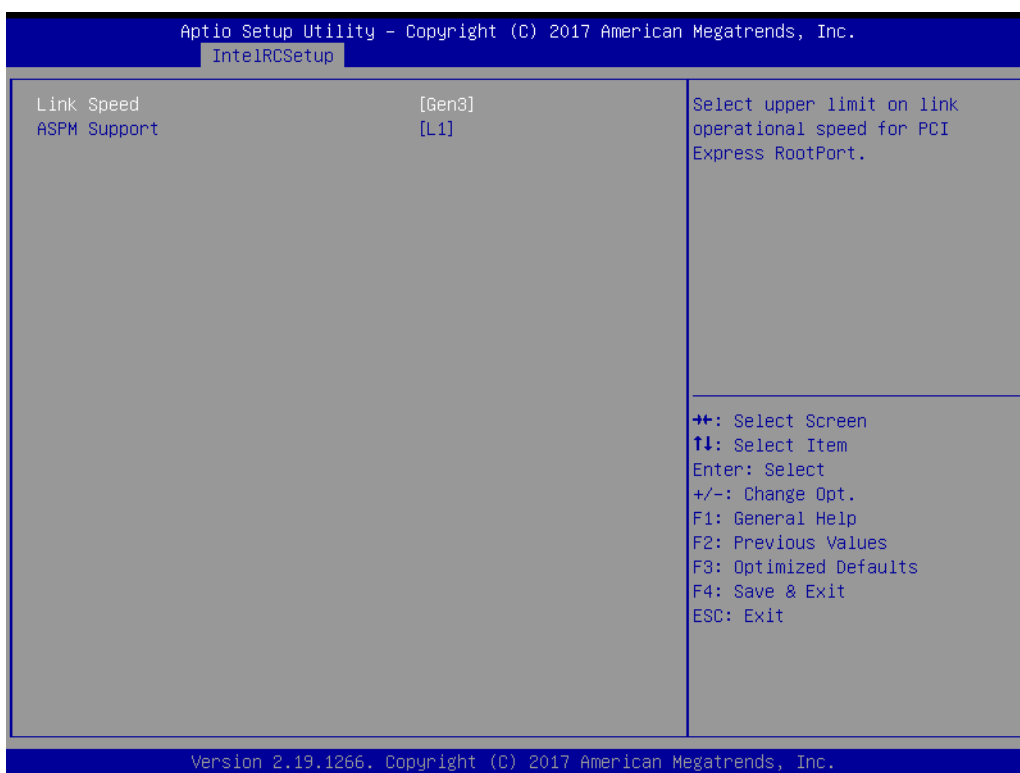 Aptio Setup Utility – Copyright (C) 2017 American Megatrends, Inc.
IntelRCSetup
Link Speed [Gen3]
ASPM Support [L1]
Select upper limit on link
operational speed for PCI
Express RootPort.
→←: Select Screen
↑↓: Select Item
Enter: Select
+/-: Change Opt.
F1: General Help
F2: Previous Values
F3: Optimized Defaults
F4: Save & Exit
ESC: Exit
Version 2.19.1266. Copyright (C) 2017 American Megatrends, Inc.